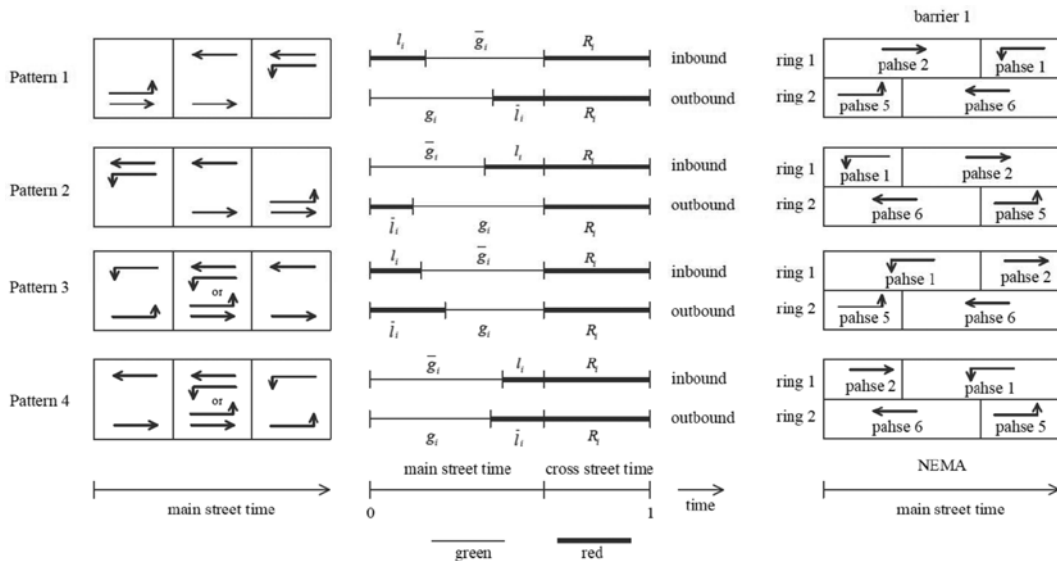 barrier 1
Pattern 1
l_i
g̅_i
R_i
inbound
outbound
g_i
l̄_i
R_i
ring 1
pahse 2
pahse 1
ring 2
pahse 5
pahse 6
Pattern 2
g̅_i
l_i
R_i
inbound
outbound
l̄_i
g_i
R_i
ring 1
pahse 1
pahse 2
ring 2
pahse 6
pahse 5
Pattern 3
or
l_i
g̅_i
R_i
inbound
outbound
l̄_i
g_i
R_i
ring 1
pahse 1
pahse 2
ring 2
pahse 5
pahse 6
Pattern 4
or
g̅_i
l_i
R_i
inbound
outbound
g_i
l̄_i
R_i
ring 1
pahse 2
pahse 1
ring 2
pahse 6
pahse 5
main street time
main street time
cross street time
0
1
time
green
red
NEMA
main street time